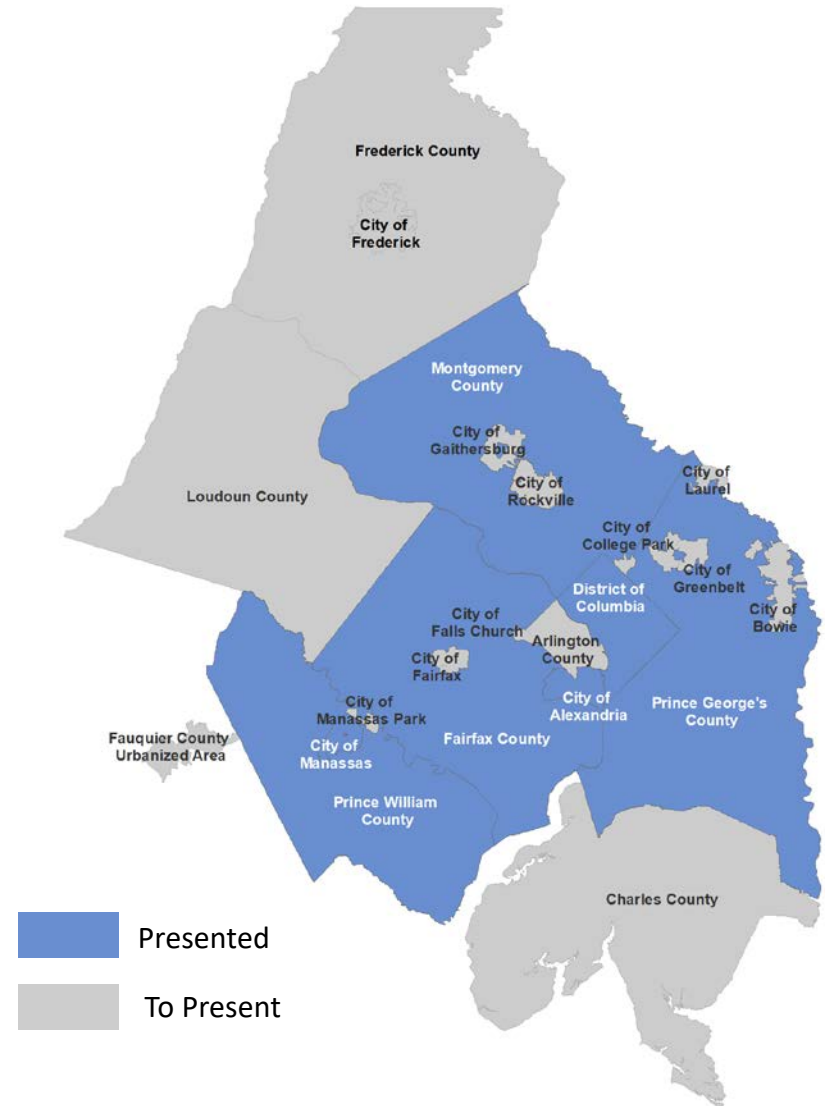 Frederick County
City of
Frederick
Montgomery
County
City of
Gaithersburg
City of
Rockville
City of
Laurel
Loudoun County
City of
College Park
City of
Greenbelt
District of
Columbia
City of
Bowie
City of
Falls Church
Arlington
County
City of
Fairfax
City of
Alexandria
Prince George's
County
City of
Manassas Park
Fauquier County
Urbanized Area
City of
Manassas
Fairfax County
Prince William
County
Charles County
Presented
To Present